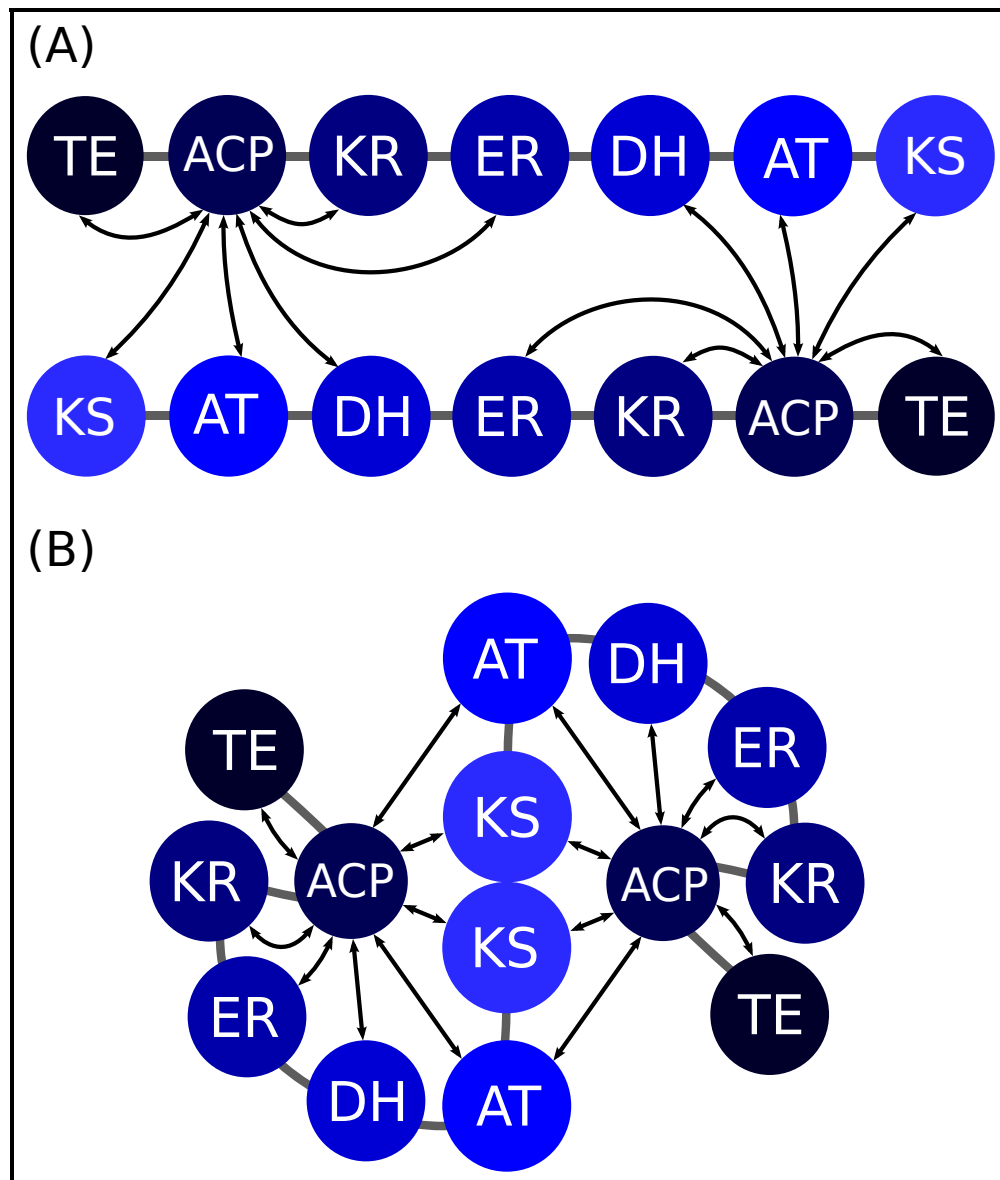 (A)
TE ACP KR ER DH AT KS
KS AT DH ER KR ACP TE
(B)
AT DH
TE ER
KS
KR ACP ACP KR
KS
ER TE
DH AT